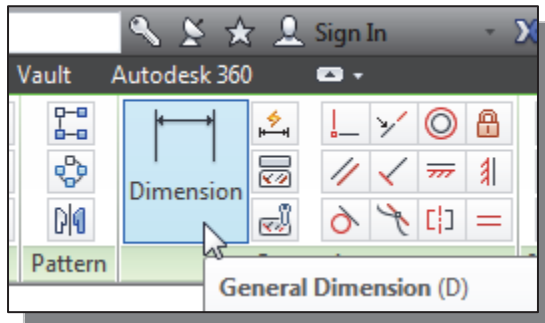 Sign In
Vault Autodesk 360
Dimension
Pattern
General Dimension (D)